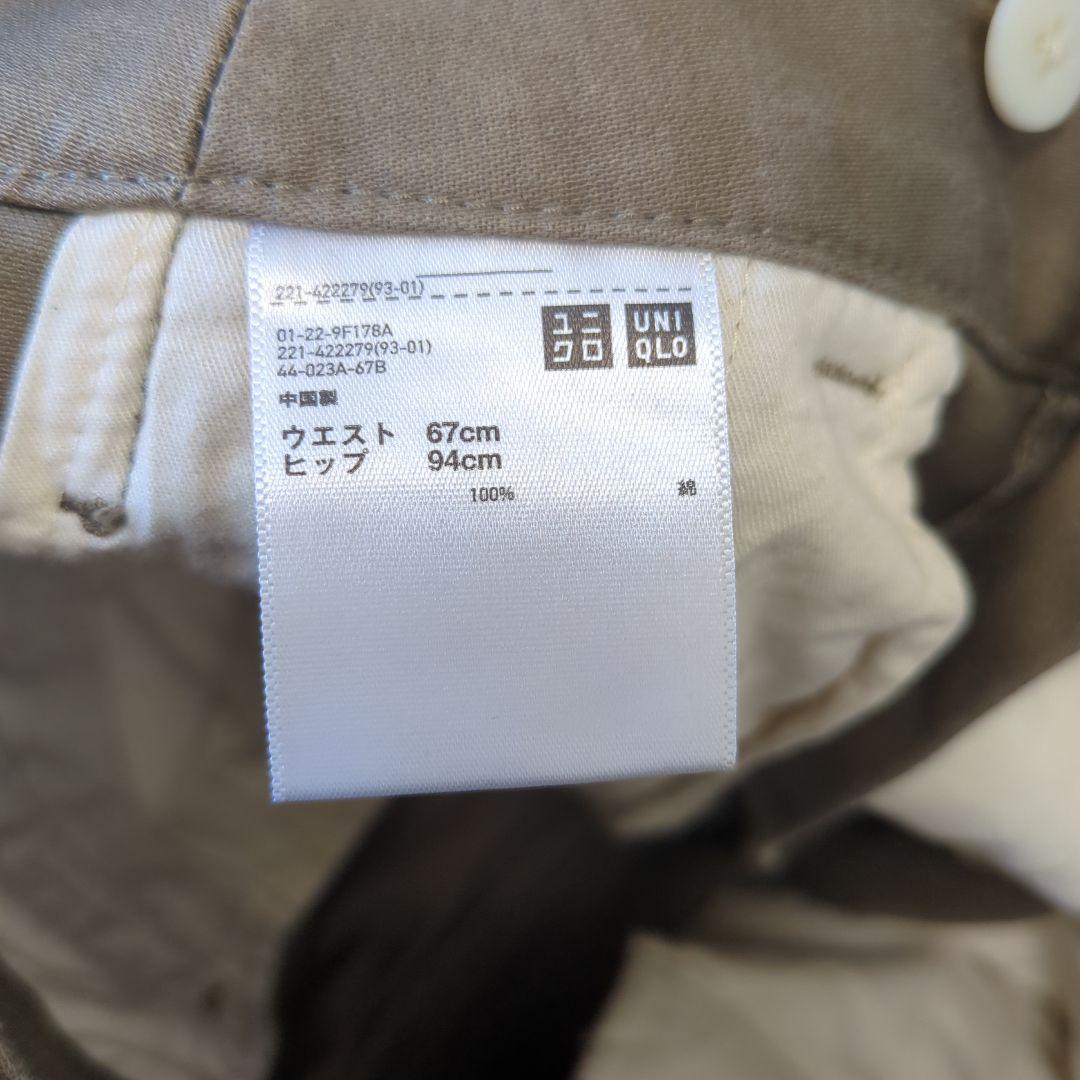 221-422279(93-01)
ユニ
クロ
UNI
QLO
01-22-9F178A
221-422279(93-01)
44-023A-67B
中国製
ウエスト 67cm
ヒップ 94cm
100% 綿